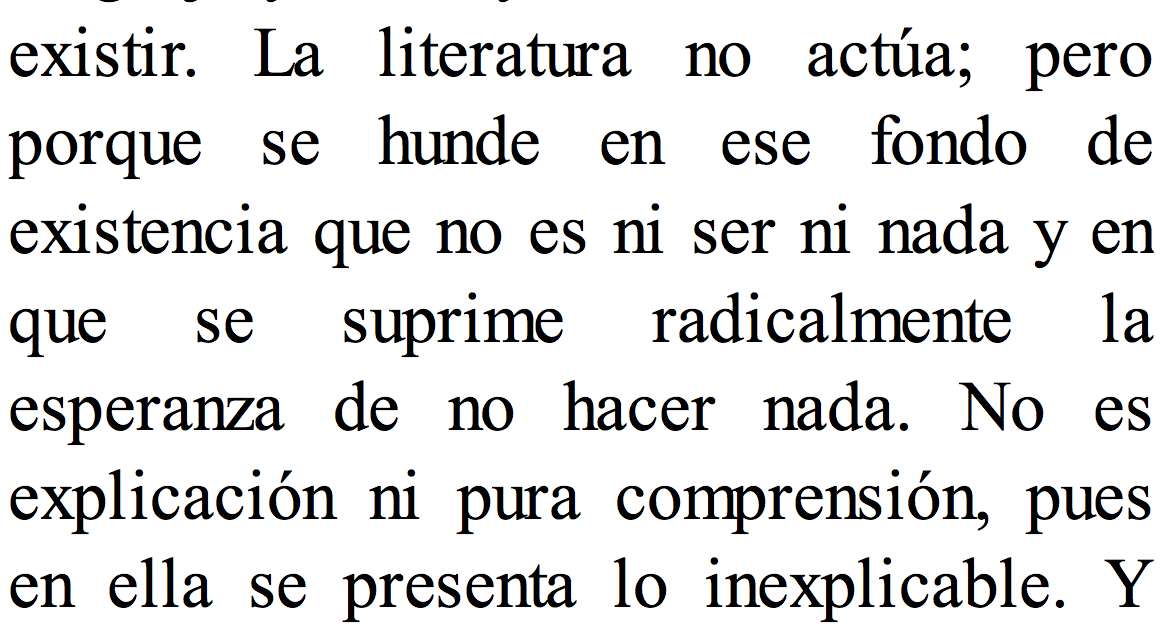 existir. La literatura no actúa; pero
porque se hunde en ese fondo de
existencia que no es ni ser ni nada y en
que se suprime radicalmente la
esperanza de no hacer nada. No es
explicación ni pura comprensión, pues
en ella se presenta lo inexplicable. Y